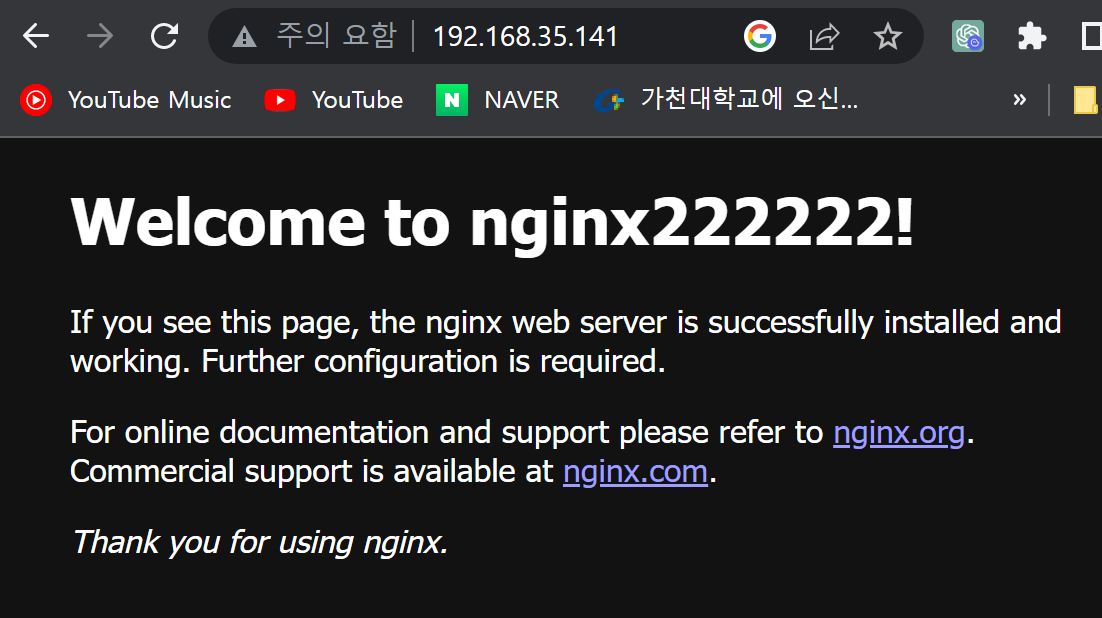 주의 요함 192.168.35.141
YouTube Music YouTube N NAVER 가천대학교에 오신... »
Welcome to nginx222222!
If you see this page, the nginx web server is successfully installed and
working. Further configuration is required.
For online documentation and support please refer to nginx.org.
Commercial support is available at nginx.com.
Thank you for using nginx.